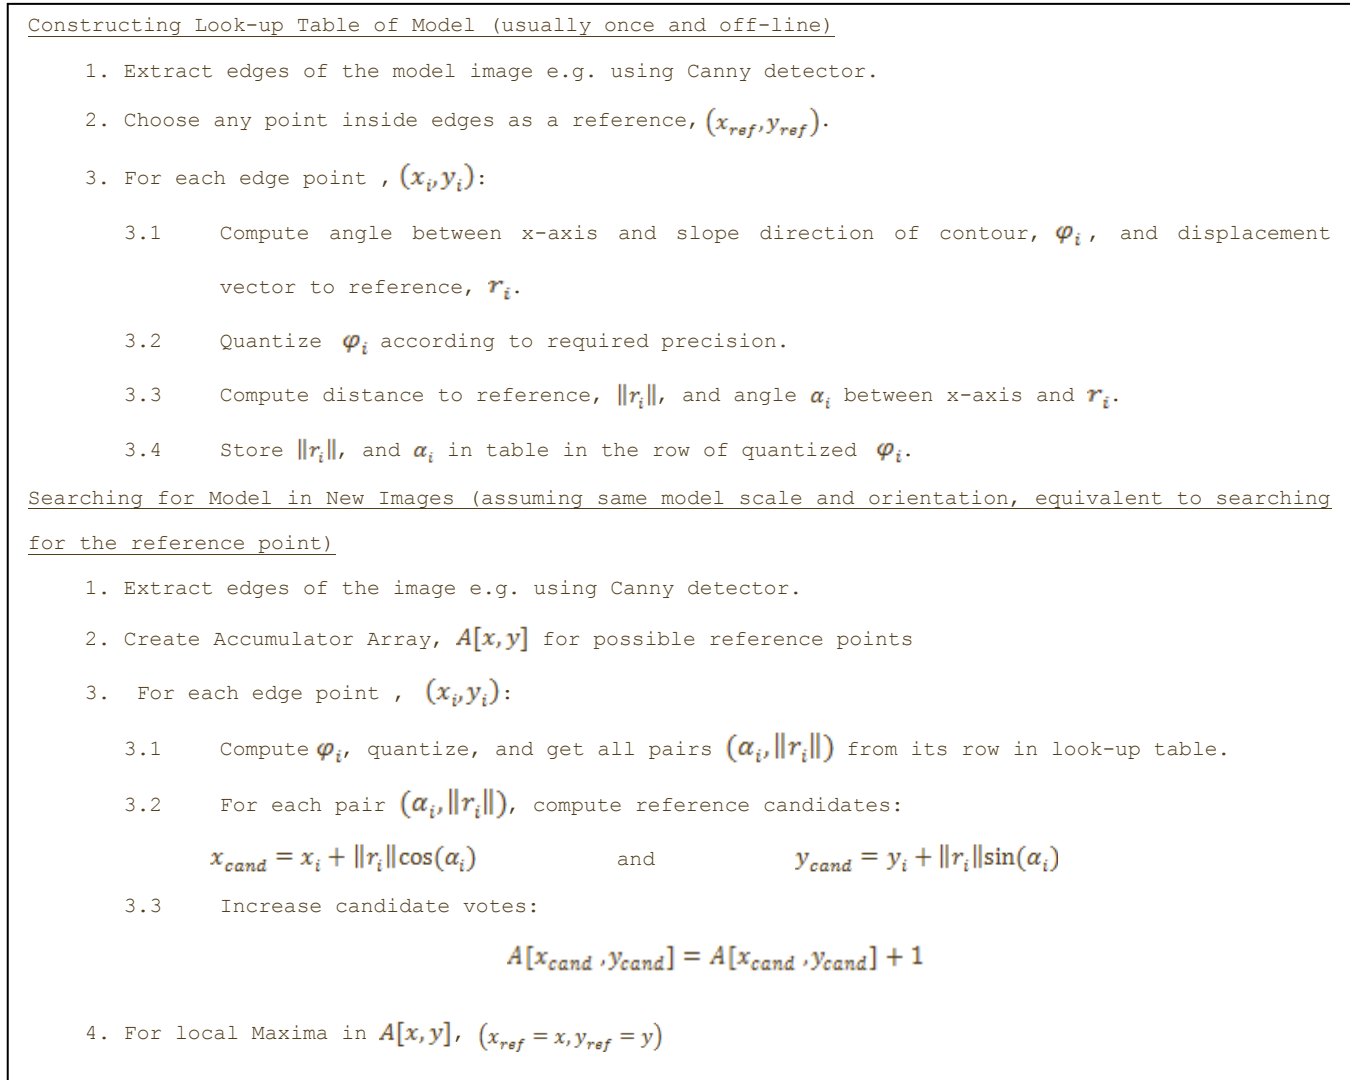 Constructing Look-up Table of Model (usually once and off-line)
1. Extract edges of the model image e.g. using Canny detector.
2. Choose any point inside edges as a reference, (x_ref, y_ref).
3. For each edge point , (x_i, y_i):
3.1 Compute angle between x-axis and slope direction of contour, φ_i , and displacement
vector to reference, r_i.
3.2 Quantize φ_i according to required precision.
3.3 Compute distance to reference, ‖r_i‖, and angle α_i between x-axis and r_i.
3.4 Store ‖r_i‖, and α_i in table in the row of quantized φ_i.
Searching for Model in New Images (assuming same model scale and orientation, equivalent to searching
for the reference point)
1. Extract edges of the image e.g. using Canny detector.
2. Create Accumulator Array, A[x, y] for possible reference points
3. For each edge point , (x_i, y_i):
3.1 Compute φ_i, quantize, and get all pairs (α_i, ‖r_i‖) from its row in look-up table.
3.2 For each pair (α_i, ‖r_i‖), compute reference candidates:
x_cand = x_i + ‖r_i‖cos(α_i) and y_cand = y_i + ‖r_i‖sin(α_i)
3.3 Increase candidate votes:
A[x_cand , y_cand] = A[x_cand , y_cand] + 1
4. For local Maxima in A[x, y], (x_ref = x, y_ref = y)